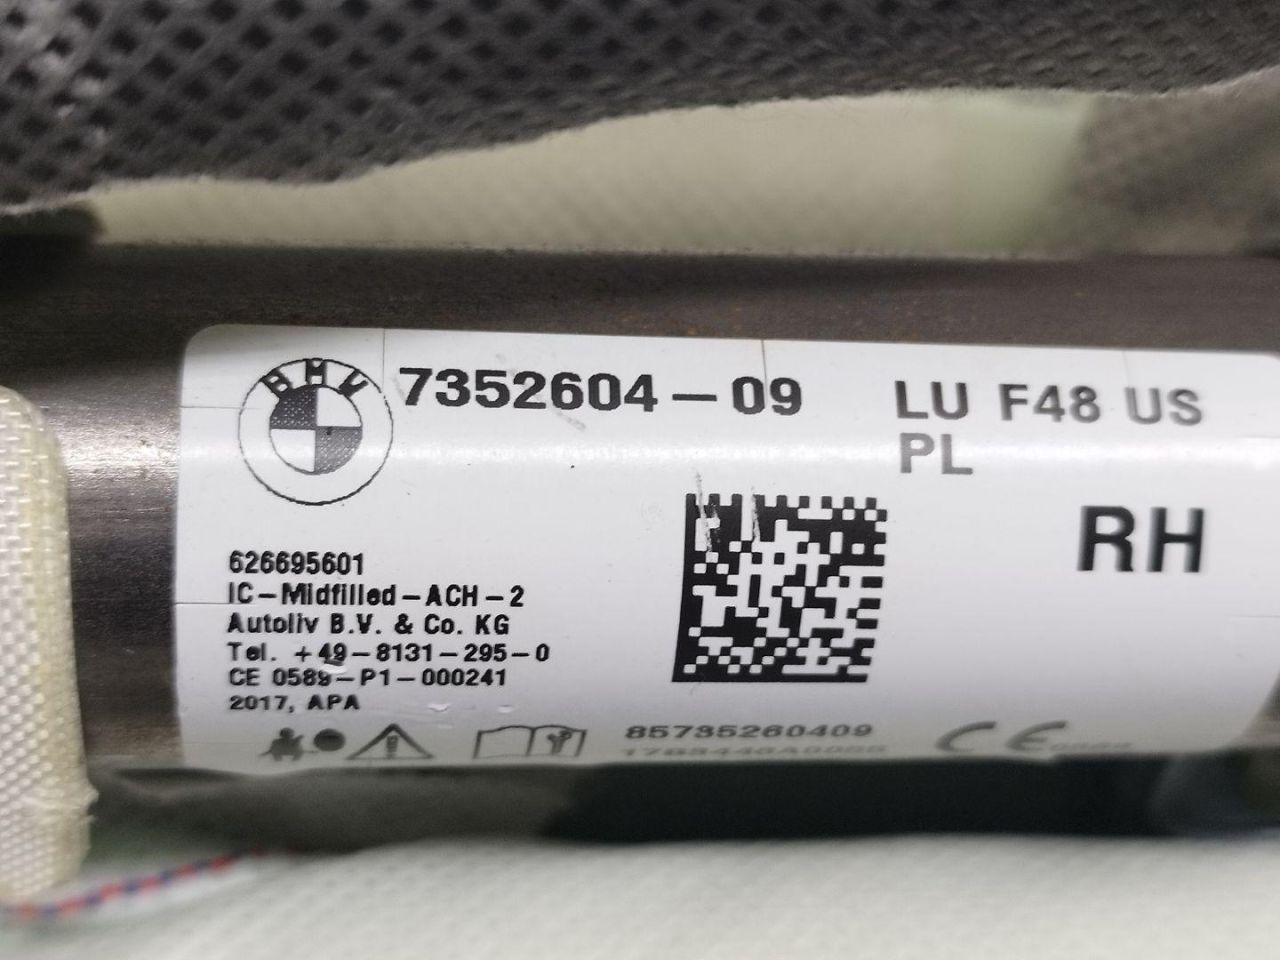 BMW
7352604-09
LU F48 US
PL
RH
626695601
IC-Midfilled-ACH-2
Autoliv B.V. & Co. KG
Tel. +49-8131-295-0
CE 0589-P1-000241
2017, APA
85735260409
CE